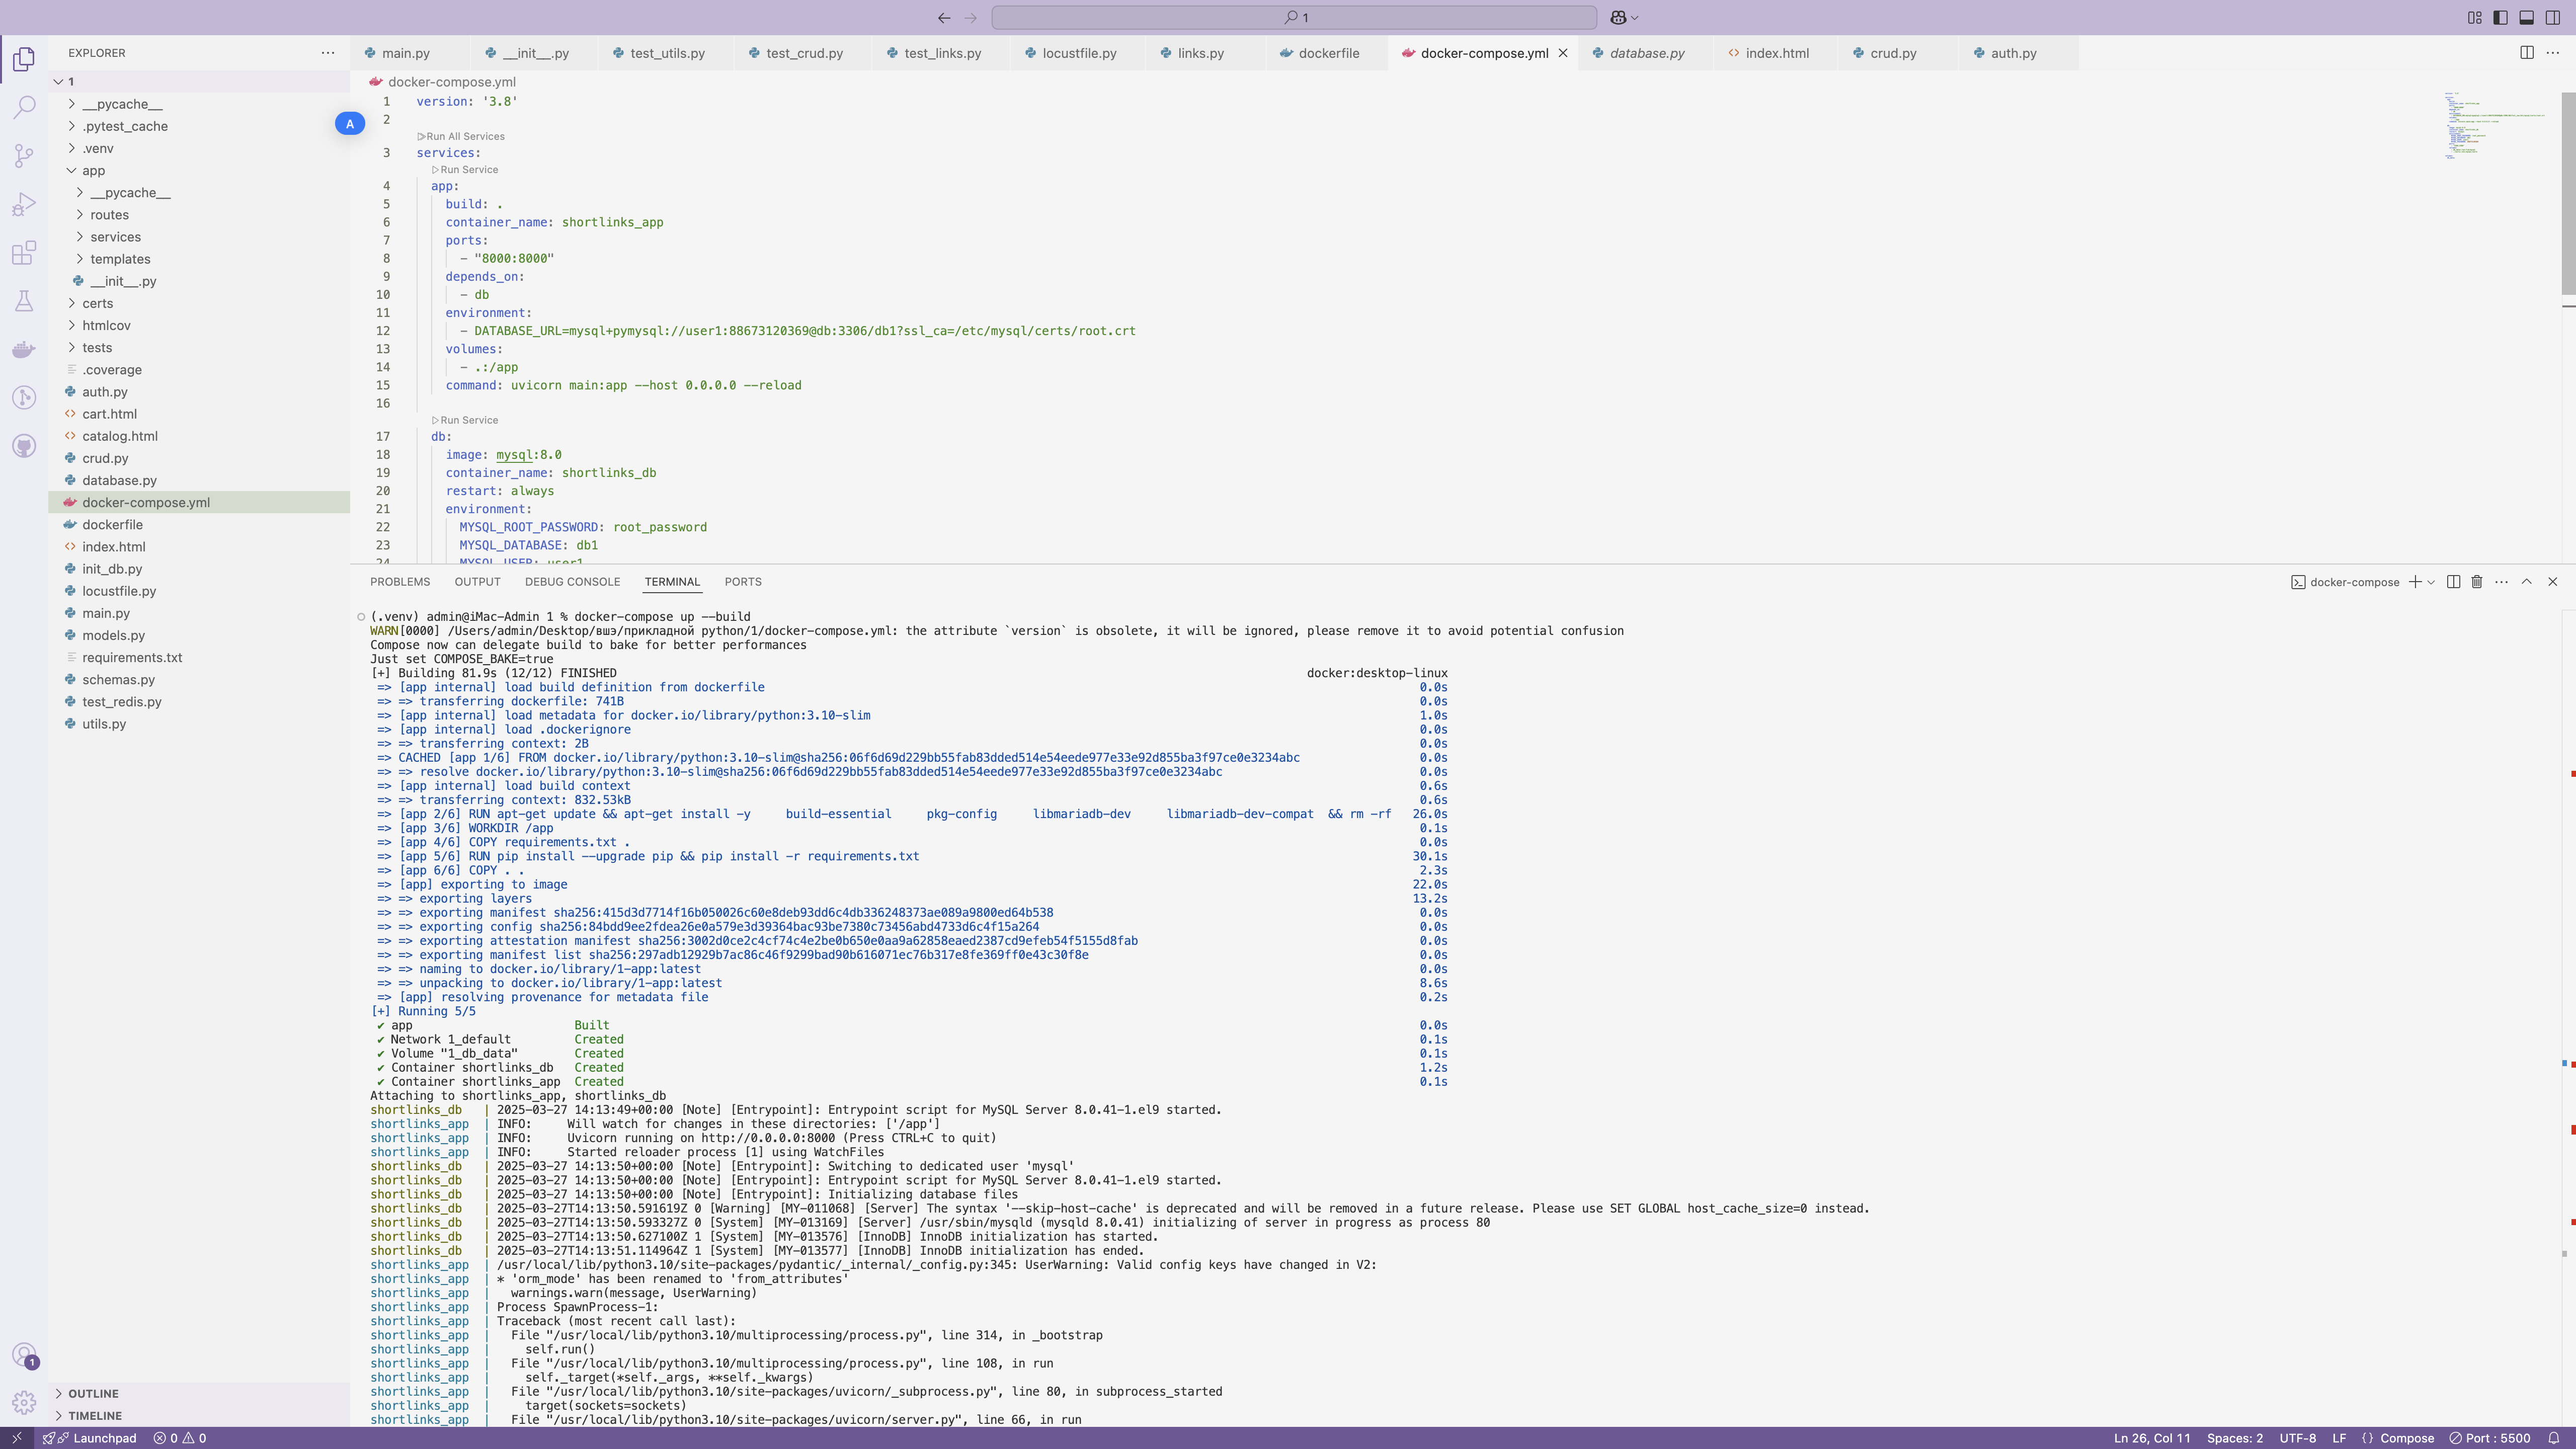 1
EXPLORER
1
__pycache__
.pytest_cache
.venv
app
__pycache__
routes
services
templates
__init__.py
certs
htmlcov
tests
.coverage
auth.py
cart.html
catalog.html
crud.py
database.py
docker-compose.yml
dockerfile
index.html
init_db.py
locustfile.py
main.py
models.py
requirements.txt
schemas.py
test_redis.py
utils.py
OUTLINE
TIMELINE
A
main.py __init__.py test_utils.py test_crud.py test_links.py locustfile.py links.py dockerfile docker-compose.yml database.py index.html crud.py auth.py
docker-compose.yml
1 version: '3.8'
2
Run All Services
3 services:
Run Service
4 app:
5 build: .
6 container_name: shortlinks_app
7 ports:
8 - "8000:8000"
9 depends_on:
10 - db
11 environment:
12 - DATABASE_URL=mysql+pymysql://user1:88673120369@db:3306/db1?ssl_ca=/etc/mysql/certs/root.crt
13 volumes:
14 - .:/app
15 command: uvicorn main:app --host 0.0.0.0 --reload
16
Run Service
17 db:
18 image: mysql:8.0
19 container_name: shortlinks_db
20 restart: always
21 environment:
22 MYSQL_ROOT_PASSWORD: root_password
23 MYSQL_DATABASE: db1
24 MYSQL_USER: user1
PROBLEMS OUTPUT DEBUG CONSOLE TERMINAL PORTS
docker-compose
(.venv) admin@iMac-Admin 1 % docker-compose up --build
WARN[0000] /Users/admin/Desktop/вшэ/прикладной python/1/docker-compose.yml: the attribute `version` is obsolete, it will be ignored, please remove it to avoid potential confusion
Compose now can delegate build to bake for better performances
Just set COMPOSE_BAKE=true
[+] Building 81.9s (12/12) FINISHED docker:desktop-linux
=> [app internal] load build definition from dockerfile 0.0s
=> => transferring dockerfile: 741B 0.0s
=> [app internal] load metadata for docker.io/library/python:3.10-slim 1.0s
=> [app internal] load .dockerignore 0.0s
=> => transferring context: 2B 0.0s
=> CACHED [app 1/6] FROM docker.io/library/python:3.10-slim@sha256:06f6d69d229bb55fab83dded514e54eede977e33e92d855ba3f97ce0e3234abc 0.0s
=> => resolve docker.io/library/python:3.10-slim@sha256:06f6d69d229bb55fab83dded514e54eede977e33e92d855ba3f97ce0e3234abc 0.0s
=> [app internal] load build context 0.6s
=> => transferring context: 832.53kB 0.6s
=> [app 2/6] RUN apt-get update && apt-get install -y build-essential pkg-config libmariadb-dev libmariadb-dev-compat && rm -rf 26.0s
=> [app 3/6] WORKDIR /app 0.1s
=> [app 4/6] COPY requirements.txt . 0.0s
=> [app 5/6] RUN pip install --upgrade pip && pip install -r requirements.txt 30.1s
=> [app 6/6] COPY . . 2.3s
=> [app] exporting to image 22.0s
=> => exporting layers 13.2s
=> => exporting manifest sha256:415d3d7714f16b050026c60e8deb93dd6c4db336248373ae089a9800ed64b538 0.0s
=> => exporting config sha256:84bdd9ee2fdea26e0a579e3d39364bac93be7380c73456abd4733d6c4f15a264 0.0s
=> => exporting attestation manifest sha256:3002d0ce2c4cf74c4e2be0b650e0aa9a62858eaed2387cd9efeb54f5155d8fab 0.0s
=> => exporting manifest list sha256:297adb12929b7ac86c46f9299bad90b616071ec76b317e8fe369ff0e43c30f8e 0.0s
=> => naming to docker.io/library/1-app:latest 0.0s
=> => unpacking to docker.io/library/1-app:latest 8.6s
=> [app] resolving provenance for metadata file 0.2s
[+] Running 5/5
✔ app Built 0.0s
✔ Network 1_default Created 0.1s
✔ Volume "1_db_data" Created 0.1s
✔ Container shortlinks_db Created 1.2s
✔ Container shortlinks_app Created 0.1s
Attaching to shortlinks_app, shortlinks_db
shortlinks_db | 2025-03-27 14:13:49+00:00 [Note] [Entrypoint]: Entrypoint script for MySQL Server 8.0.41-1.el9 started.
shortlinks_app | INFO: Will watch for changes in these directories: ['/app']
shortlinks_app | INFO: Uvicorn running on http://0.0.0.0:8000 (Press CTRL+C to quit)
shortlinks_app | INFO: Started reloader process [1] using WatchFiles
shortlinks_db | 2025-03-27 14:13:50+00:00 [Note] [Entrypoint]: Switching to dedicated user 'mysql'
shortlinks_db | 2025-03-27 14:13:50+00:00 [Note] [Entrypoint]: Entrypoint script for MySQL Server 8.0.41-1.el9 started.
shortlinks_db | 2025-03-27 14:13:50+00:00 [Note] [Entrypoint]: Initializing database files
shortlinks_db | 2025-03-27T14:13:50.591619Z 0 [Warning] [MY-011068] [Server] The syntax '--skip-host-cache' is deprecated and will be removed in a future release. Please use SET GLOBAL host_cache_size=0 instead.
shortlinks_db | 2025-03-27T14:13:50.593327Z 0 [System] [MY-013169] [Server] /usr/sbin/mysqld (mysqld 8.0.41) initializing of server in progress as process 80
shortlinks_db | 2025-03-27T14:13:50.627100Z 1 [System] [MY-013576] [InnoDB] InnoDB initialization has started.
shortlinks_db | 2025-03-27T14:13:51.114964Z 1 [System] [MY-013577] [InnoDB] InnoDB initialization has ended.
shortlinks_app | /usr/local/lib/python3.10/site-packages/pydantic/_internal/_config.py:345: UserWarning: Valid config keys have changed in V2:
shortlinks_app | * 'orm_mode' has been renamed to 'from_attributes'
shortlinks_app | warnings.warn(message, UserWarning)
shortlinks_app | Process SpawnProcess-1:
shortlinks_app | Traceback (most recent call last):
shortlinks_app | File "/usr/local/lib/python3.10/multiprocessing/process.py", line 314, in _bootstrap
shortlinks_app | self.run()
shortlinks_app | File "/usr/local/lib/python3.10/multiprocessing/process.py", line 108, in run
shortlinks_app | self._target(*self._args, **self._kwargs)
shortlinks_app | File "/usr/local/lib/python3.10/site-packages/uvicorn/_subprocess.py", line 80, in subprocess_started
shortlinks_app | target(sockets=sockets)
shortlinks_app | File "/usr/local/lib/python3.10/site-packages/uvicorn/server.py", line 66, in run
1
Launchpad 0 0 Ln 26, Col 11 Spaces: 2 UTF-8 LF {} Compose Port : 5500